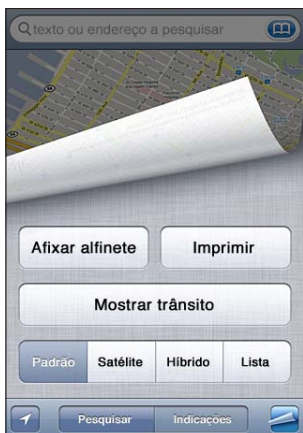 texto ou endereço a pesquisar
Afixar alfinete
Imprimir
Mostrar trânsito
Padrão
Satélite
Híbrido
Lista
Pesquisar
Indicações